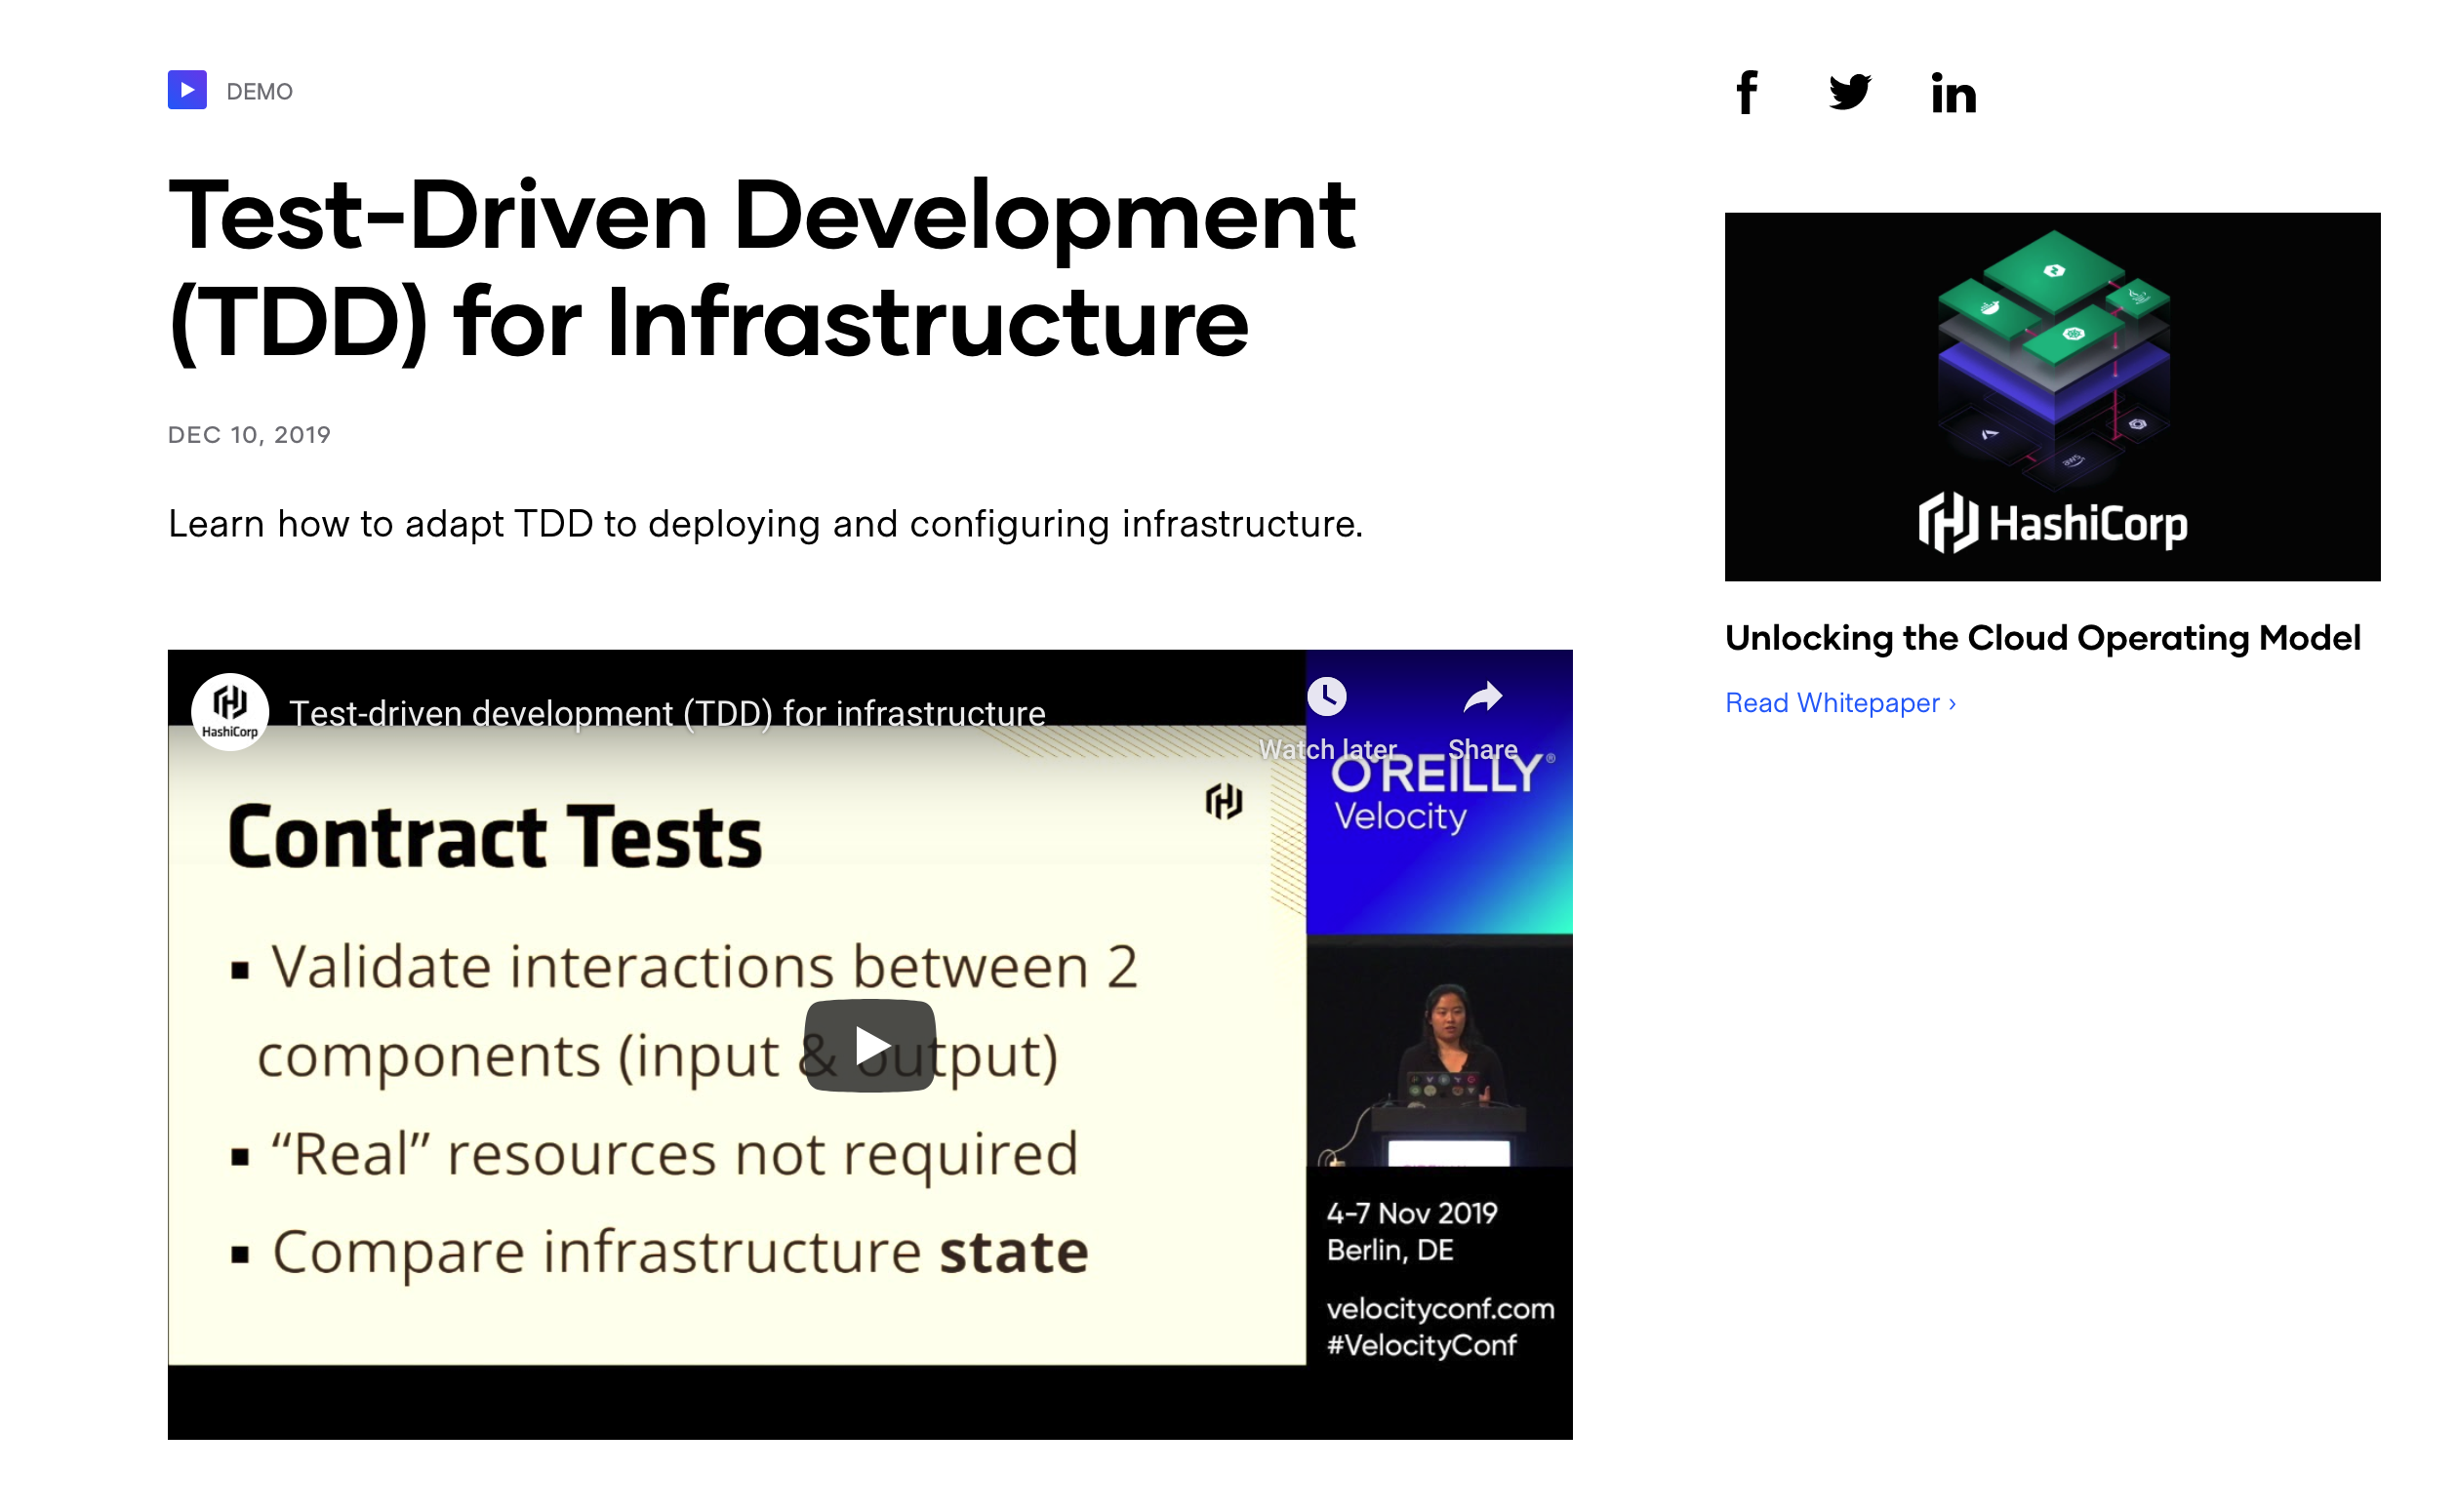 DEMO
Test-Driven Development
(TDD) for Infrastructure
DEC 10, 2019
Learn how to adapt TDD to deploying and configuring infrastructure.
HashiCorp
Test-driven development (TDD) for infrastructure
Watch later
Share
Contract Tests
▪ Validate interactions between 2
components (input & output)
▪ “Real” resources not required
▪ Compare infrastructure state
O'REILLY®
Velocity
4-7 Nov 2019
Berlin, DE
velocityconf.com
#VelocityConf
f
in
aws
HashiCorp
Unlocking the Cloud Operating Model
Read Whitepaper ›